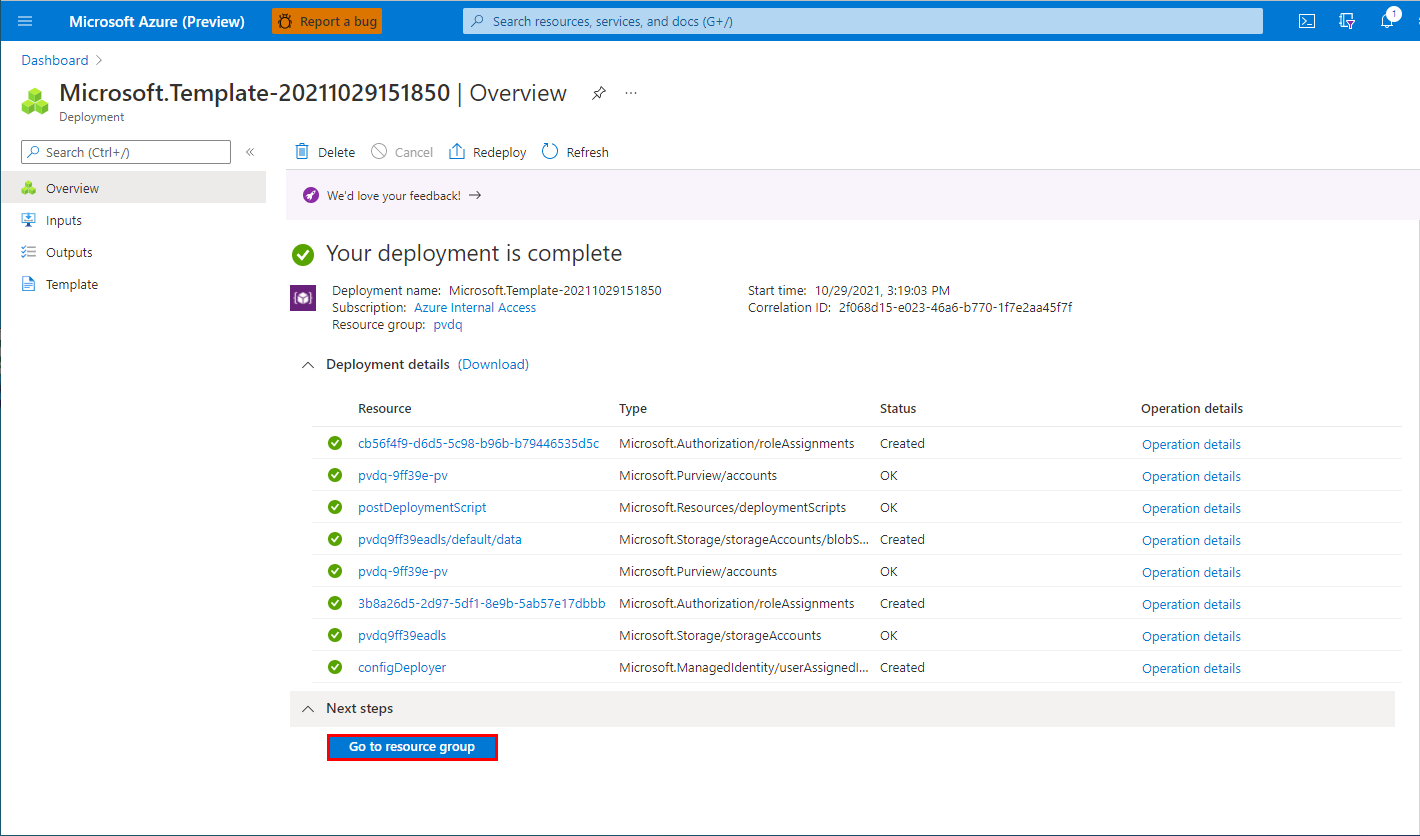 Microsoft Azure (Preview) Report a bug Search resources, services, and docs (G+/) 1
Dashboard
Microsoft.Template-20211029151850 | Overview ...
Deployment
Search (Ctrl+/) «
Delete Cancel Redeploy Refresh
Overview
Inputs
Outputs
Template
We'd love your feedback! →
Your deployment is complete
Deployment name: Microsoft.Template-20211029151850
Subscription: Azure Internal Access
Resource group: pvdq
Start time: 10/29/2021, 3:19:03 PM
Correlation ID: 2f068d15-e023-46a6-b770-1f7e2aa45f7f
Deployment details (Download)
Resource Type Status Operation details
cb56f4f9-d6d5-5c98-b96b-b79446535d5c Microsoft.Authorization/roleAssignments Created Operation details
pvdq-9ff39e-pv Microsoft.Purview/accounts OK Operation details
postDeploymentScript Microsoft.Resources/deploymentScripts OK Operation details
pvdq9ff39eadls/default/data Microsoft.Storage/storageAccounts/blobS... Created Operation details
pvdq-9ff39e-pv Microsoft.Purview/accounts OK Operation details
3b8a26d5-2d97-5df1-8e9b-5ab57e17dbbb Microsoft.Authorization/roleAssignments Created Operation details
pvdq9ff39eadls Microsoft.Storage/storageAccounts OK Operation details
configDeployer Microsoft.ManagedIdentity/userAssignedI... Created Operation details
Next steps
Go to resource group